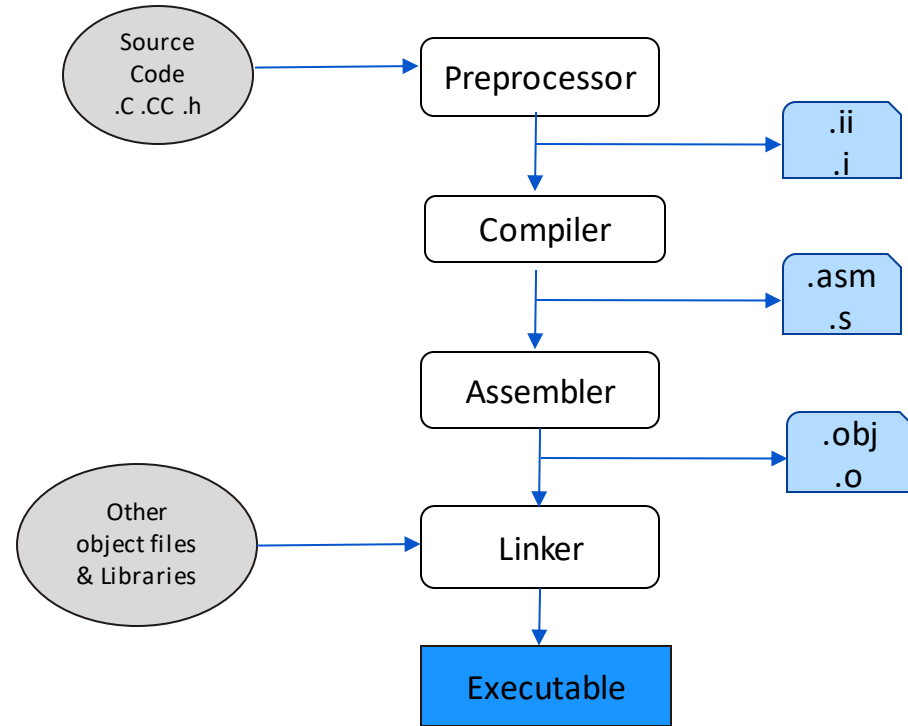 Source
Code
.C .CC .h
Preprocessor
.ii
.i
Compiler
.asm
.s
Assembler
.obj
.o
Other
object files
& Libraries
Linker
Executable